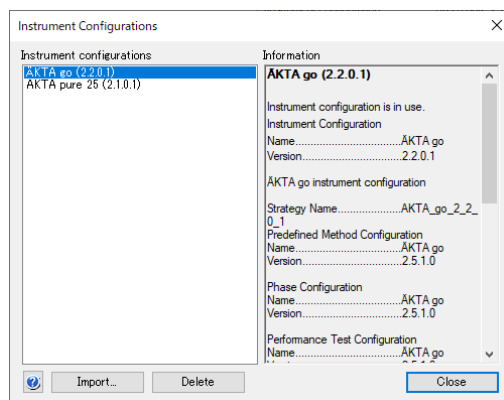 Instrument Configurations
Instrument configurations
ÄKTA go (2.2.0.1)
ÄKTA pure 25 (2.1.0.1)
Information
ÄKTA go (2.2.0.1)
Instrument configuration is in use.
Instrument Configuration
Name................................ÄKTA go
Version..............................2.2.0.1
ÄKTA go instrument configuration
Strategy Name................ÄKTA_go_2_2_
0_1
Predefined Method Configuration
Name................................ÄKTA go
Version..............................2.5.1.0
Phase Configuration
Name................................ÄKTA go
Version..............................2.5.1.0
Performance Test Configuration
Name................................ÄKTA go
Import...
Delete
Close